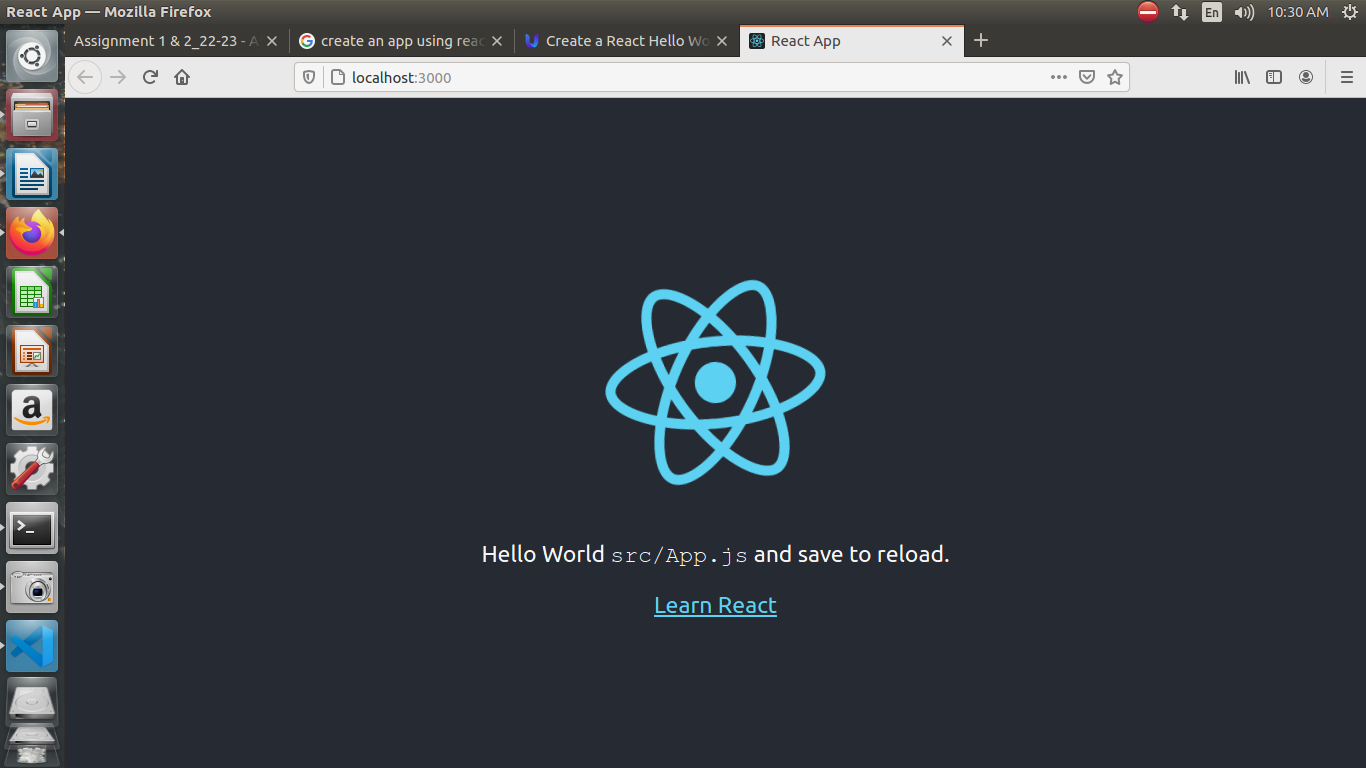 React App — Mozilla Firefox
En
10:30 AM
Assignment 1 & 2_22-23 - A
create an app using reac
Create a React Hello Wo
React App
localhost:3000
Hello World src/App.js and save to reload.
Learn React